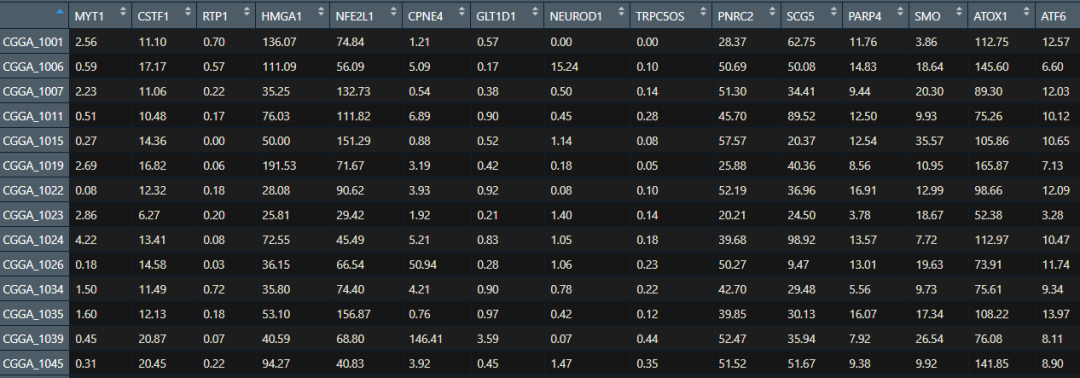 MYT1 CSTF1 RTP1 HMGA1 NFE2L1 CPNE4 GLT1D1 NEUROD1 TRPC5OS PNRC2 SCG5 PARP4 SMO ATOX1 ATF6
CGGA_1001 2.56 11.10 0.70 136.07 74.84 1.21 0.57 0.00 0.00 28.37 62.75 11.76 3.86 112.75 12.57
CGGA_1006 0.59 17.17 0.57 111.09 56.09 5.09 0.17 15.24 0.10 50.69 50.08 14.83 18.64 145.60 6.60
CGGA_1007 2.23 11.06 0.22 35.25 132.73 0.54 0.38 0.50 0.14 51.30 34.41 9.44 20.30 89.30 12.03
CGGA_1011 0.51 10.48 0.17 76.03 111.82 6.89 0.90 0.45 0.28 45.70 89.52 12.50 9.93 75.26 10.12
CGGA_1015 0.27 14.36 0.00 50.00 151.29 0.88 0.52 1.14 0.08 57.57 20.37 12.54 35.57 105.86 10.65
CGGA_1019 2.69 16.82 0.06 191.53 71.67 3.19 0.42 0.18 0.05 25.88 40.36 8.56 10.95 165.87 7.13
CGGA_1022 0.08 12.32 0.18 28.08 90.62 3.93 0.92 0.08 0.10 52.19 36.96 16.91 12.99 98.66 12.09
CGGA_1023 2.86 6.27 0.20 25.81 29.42 1.92 0.21 1.40 0.14 20.21 24.50 3.78 18.67 52.38 3.28
CGGA_1024 4.22 13.41 0.08 72.55 45.49 5.21 0.83 1.05 0.18 39.68 98.92 13.57 7.72 112.97 10.47
CGGA_1026 0.18 14.58 0.03 36.15 66.54 50.94 0.28 1.06 0.23 50.27 9.47 13.01 19.63 73.91 11.74
CGGA_1034 1.50 11.49 0.72 35.80 74.40 4.21 0.90 0.78 0.22 42.70 29.48 5.56 9.73 75.61 9.34
CGGA_1035 1.60 12.13 0.18 53.10 156.87 0.76 0.97 0.42 0.12 39.85 30.13 16.07 17.34 108.22 13.97
CGGA_1039 0.45 20.87 0.07 40.59 68.80 146.41 3.59 0.07 0.44 52.47 35.94 7.92 26.54 76.08 8.11
CGGA_1045 0.31 20.45 0.22 94.27 40.83 3.92 0.45 1.47 0.35 51.52 51.67 9.38 9.92 141.85 8.90